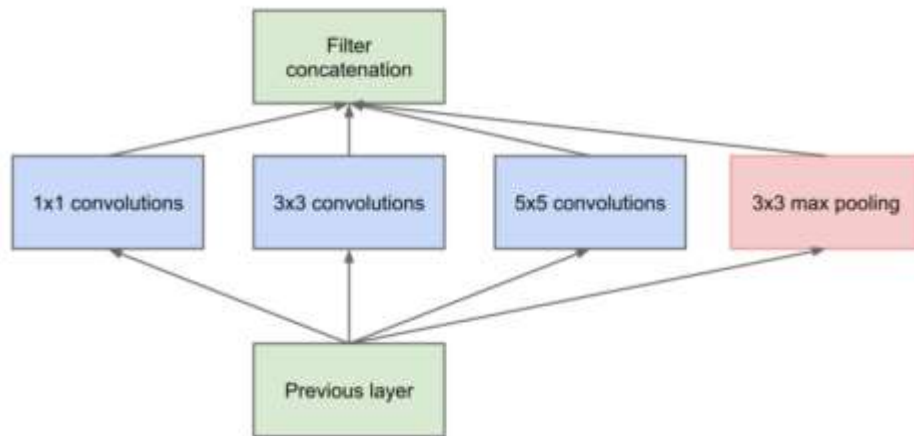 Filter
concatenation
1x1 convolutions
3x3 convolutions
5x5 convolutions
3x3 max pooling
Previous layer